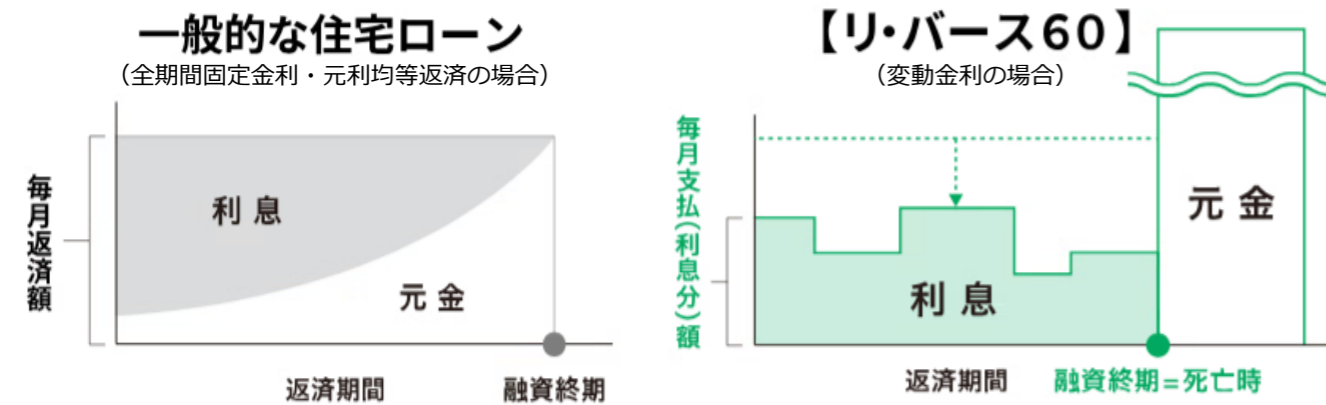 一般的な住宅ローン
（全期間固定金利・元利均等返済の場合）
毎月返済額
利息
元金
返済期間
融資終期
【リ・バース60】
（変動金利の場合）
毎月支払(利息分)額
利息
元金
返済期間
融資終期=死亡時